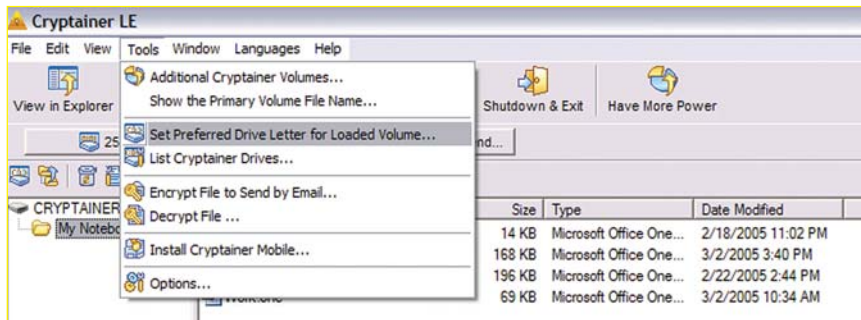 Cryptainer LE
File Edit View Tools Window Languages Help
Additional Cryptainer Volumes...
Show the Primary Volume File Name...
View in Explorer
Shutdown & Exit
Have More Power
25
Set Preferred Drive Letter for Loaded Volume...
nd...
List Cryptainer Drives...
Encrypt File to Send by Email...
Decrypt File ...
Install Cryptainer Mobile...
Options...
CRYPTAINER
My Notebo
Size Type Date Modified
14 KB Microsoft Office One... 2/18/2005 11:02 PM
168 KB Microsoft Office One... 3/2/2005 3:40 PM
196 KB Microsoft Office One... 2/22/2005 2:44 PM
Work.one 69 KB Microsoft Office One... 3/2/2005 10:34 AM